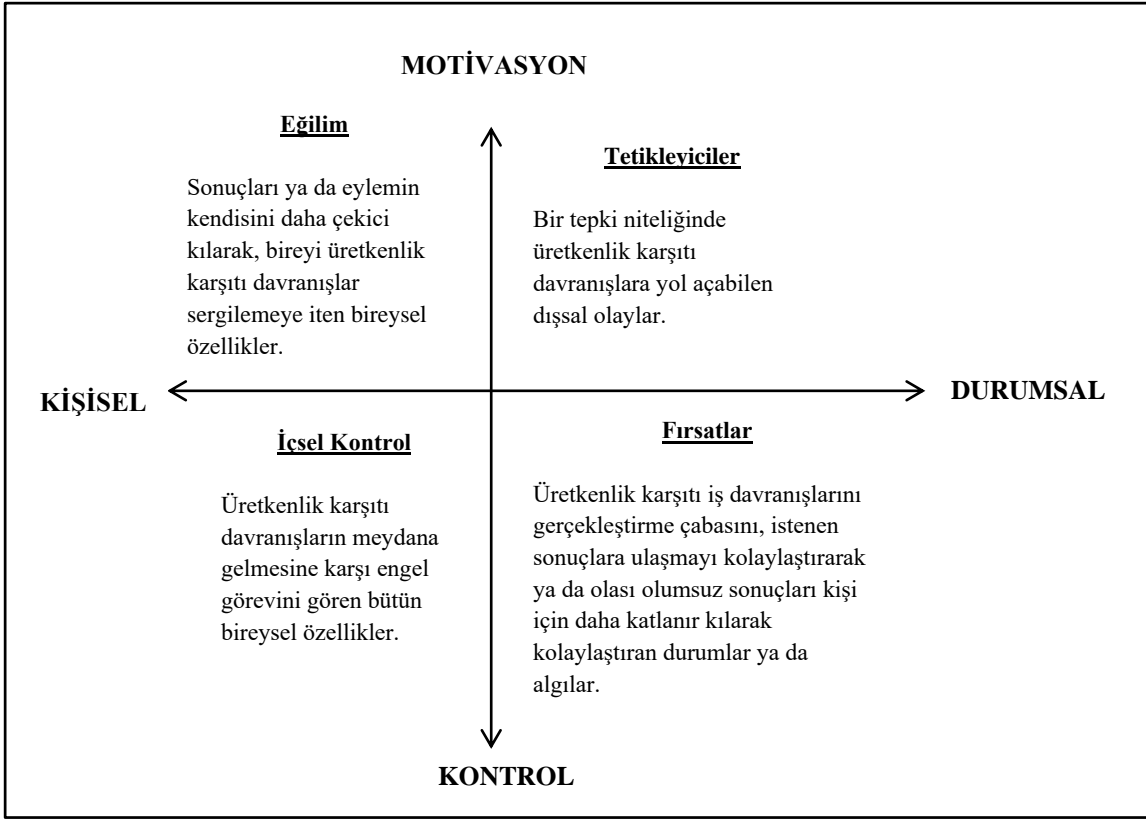 MOTİVASYON
Eğilim
Sonuçları ya da eylemin
kendisini daha çekici
kılarak, bireyi üretkenlik
karşıtı davranışlar
sergilemeye iten bireysel
özellikler.
Tetikleyiciler
Bir tepki niteliğinde
üretkenlik karşıtı
davranışlara yol açabilen
dışsal olaylar.
KİŞİSEL
DURUMSAL
İçsel Kontrol
Üretkenlik karşıtı
davranışların meydana
gelmesine karşı engel
görevini gören bütün
bireysel özellikler.
Fırsatlar
Üretkenlik karşıtı iş davranışlarını
gerçekleştirme çabasını, istenen
sonuçlara ulaşmayı kolaylaştırarak
ya da olası olumsuz sonuçları kişi
için daha katlanır kılarak
kolaylaştıran durumlar ya da
algılar.
KONTROL